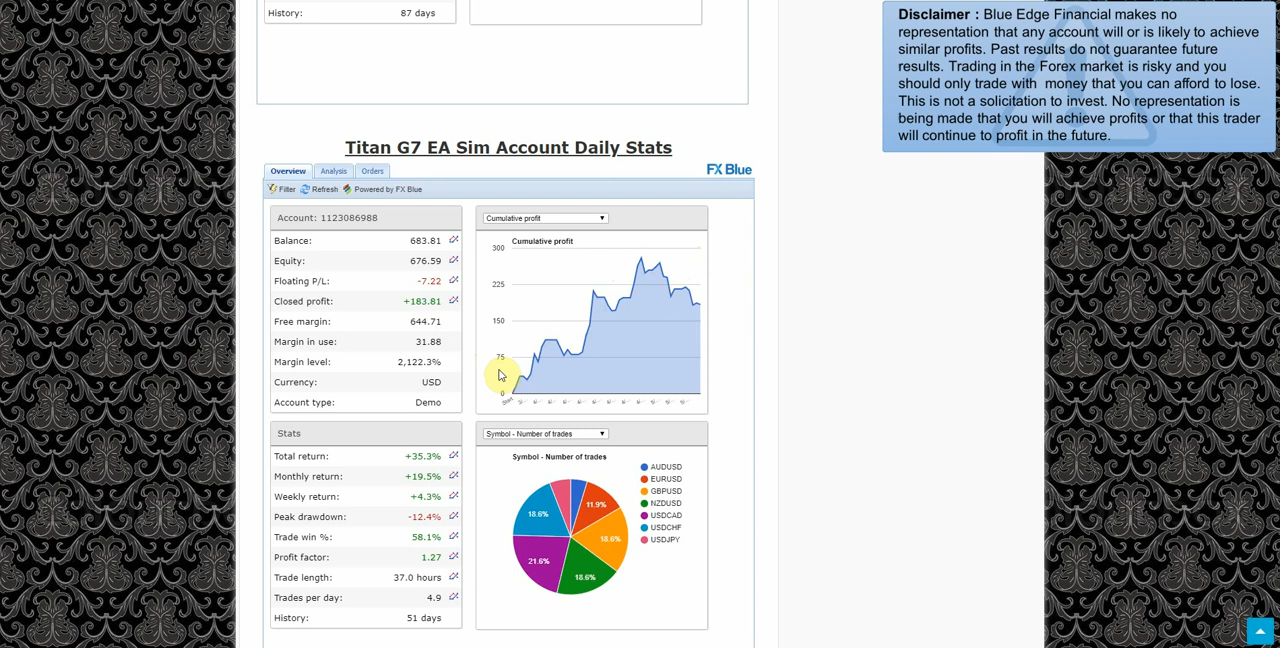 History: 87 days
Disclaimer : Blue Edge Financial makes no
representation that any account will or is likely to achieve
similar profits. Past results do not guarantee future
results. Trading in the Forex market is risky and you
should only trade with money that you can afford to lose.
This is not a solicitation to invest. No representation is
being made that you will achieve profits or that this trader
will continue to profit in the future.
Titan G7 EA Sim Account Daily Stats
Overview Analysis Orders
FX Blue
Filter Refresh Powered by FX Blue
Account: 1123086988
Balance: 683.81
Equity: 676.59
Floating P/L: -7.22
Closed profit: +183.81
Free margin: 644.71
Margin in use: 31.88
Margin level: 2,122.3%
Currency: USD
Account type: Demo
Cumulative profit
Cumulative profit
300
225
150
75
0
Start
Stats
Total return: +35.3%
Monthly return: +19.5%
Weekly return: +4.3%
Peak drawdown: -12.4%
Trade win %: 58.1%
Profit factor: 1.27
Trade length: 37.0 hours
Trades per day: 4.9
History: 51 days
Symbol - Number of trades
Symbol - Number of trades
11.9%
18.6%
18.6%
21.6%
18.6%
AUDUSD
EURUSD
GBPUSD
NZDUSD
USDCAD
USDCHF
USDJPY